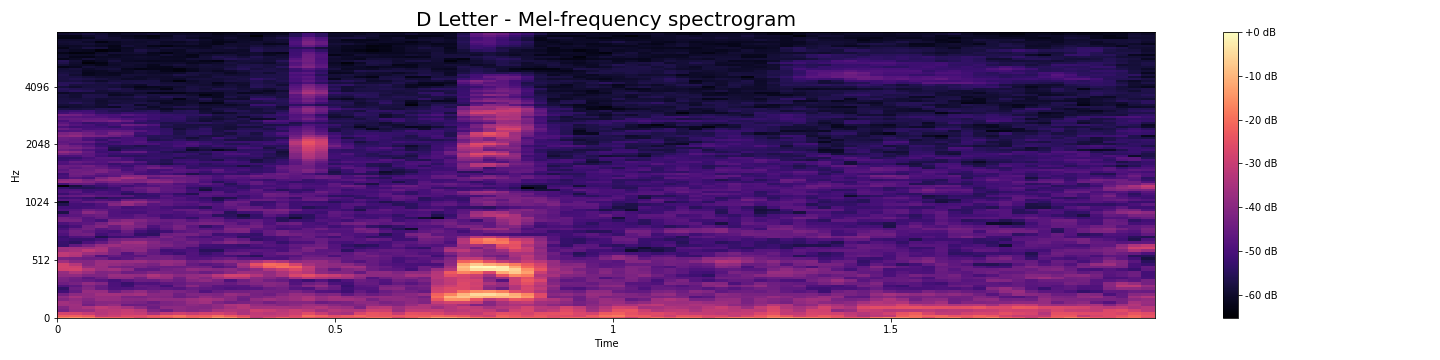 D Letter - Mel-frequency spectrogram
Hz
4096
2048
1024
512
0
0
0.5
1
1.5
Time
+0 dB
-10 dB
-20 dB
-30 dB
-40 dB
-50 dB
-60 dB